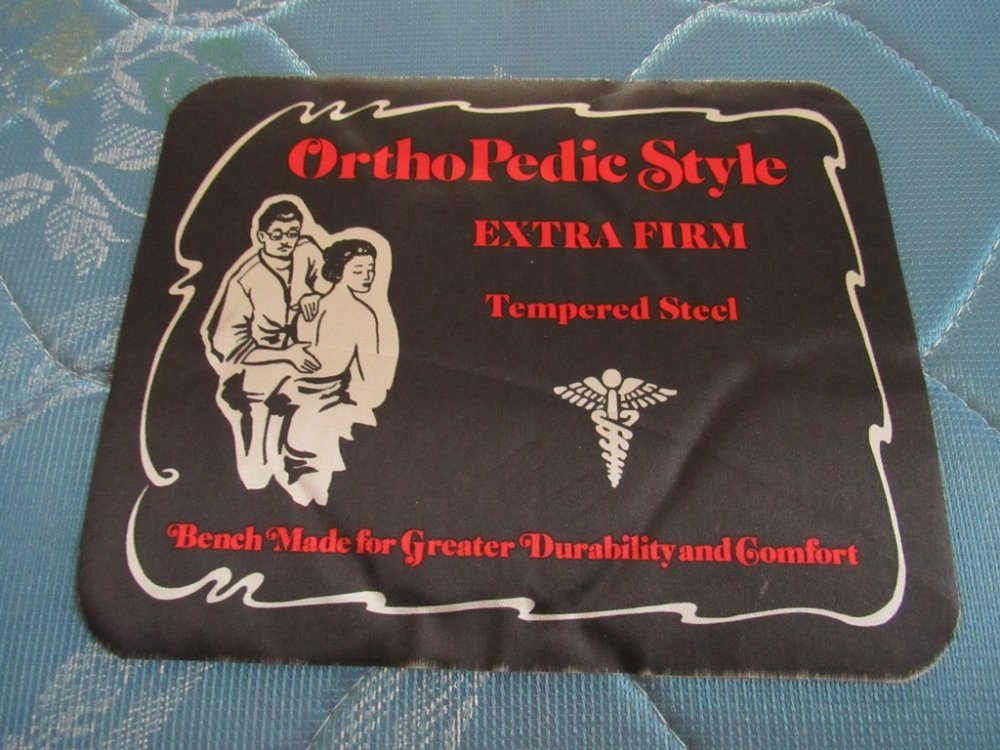 OrthoPedic Style
EXTRA FIRM
Tempered Steel
Bench Made for Greater Durability and Comfort